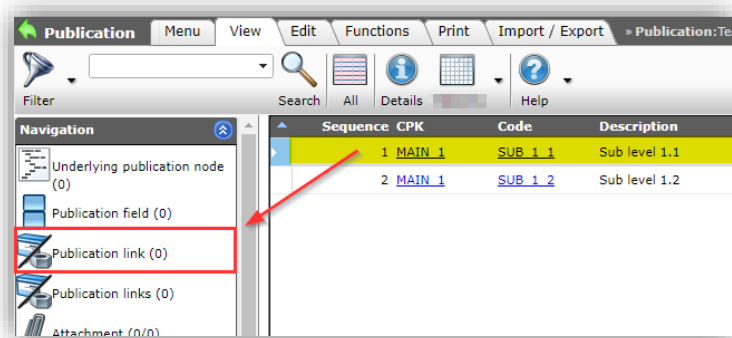 Publication Menu View Edit Functions Print Import / Export » Publication:Te
Filter Search All Details Help
Navigation
Sequence CPK Code Description
Underlying publication node
(0)
1 MAIN_1 SUB_1_1 Sub level 1.1
2 MAIN_1 SUB_1_2 Sub level 1.2
Publication field (0)
Publication link (0)
Publication links (0)
Attachment (0/0)